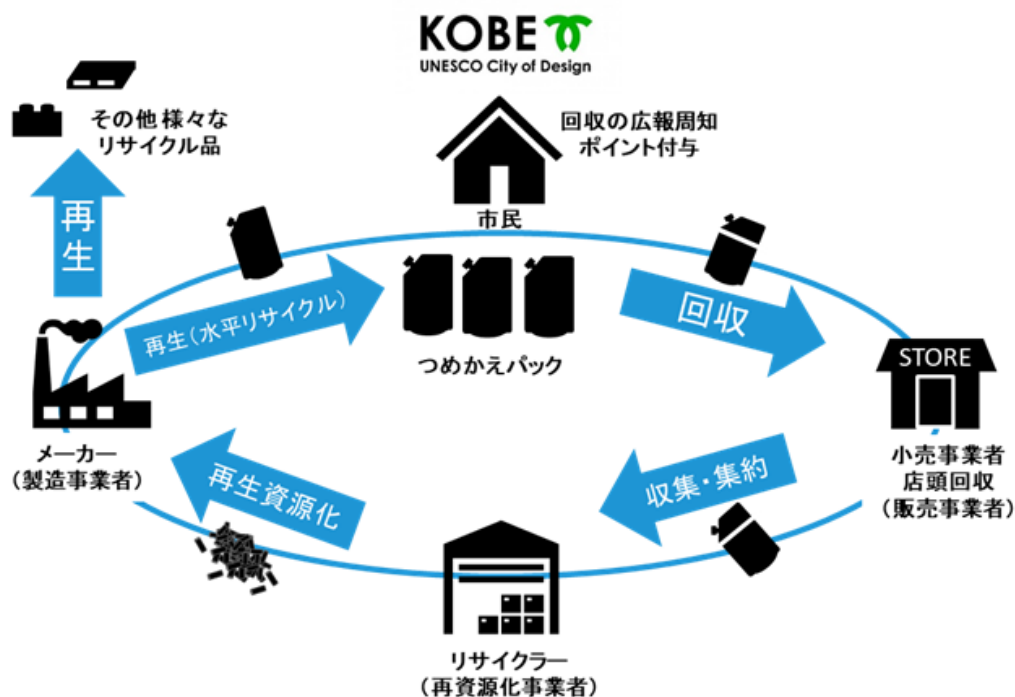 KOBE
UNESCO City of Design
その他様々な
リサイクル品
回収の広報周知
ポイント付与
再生
市民
再生(水平リサイクル)
回収
つめかえパック
STORE
メーカー
(製造事業者)
再生資源化
収集・集約
小売事業者
店頭回収
(販売事業者)
リサイクラー
(再資源化事業者)